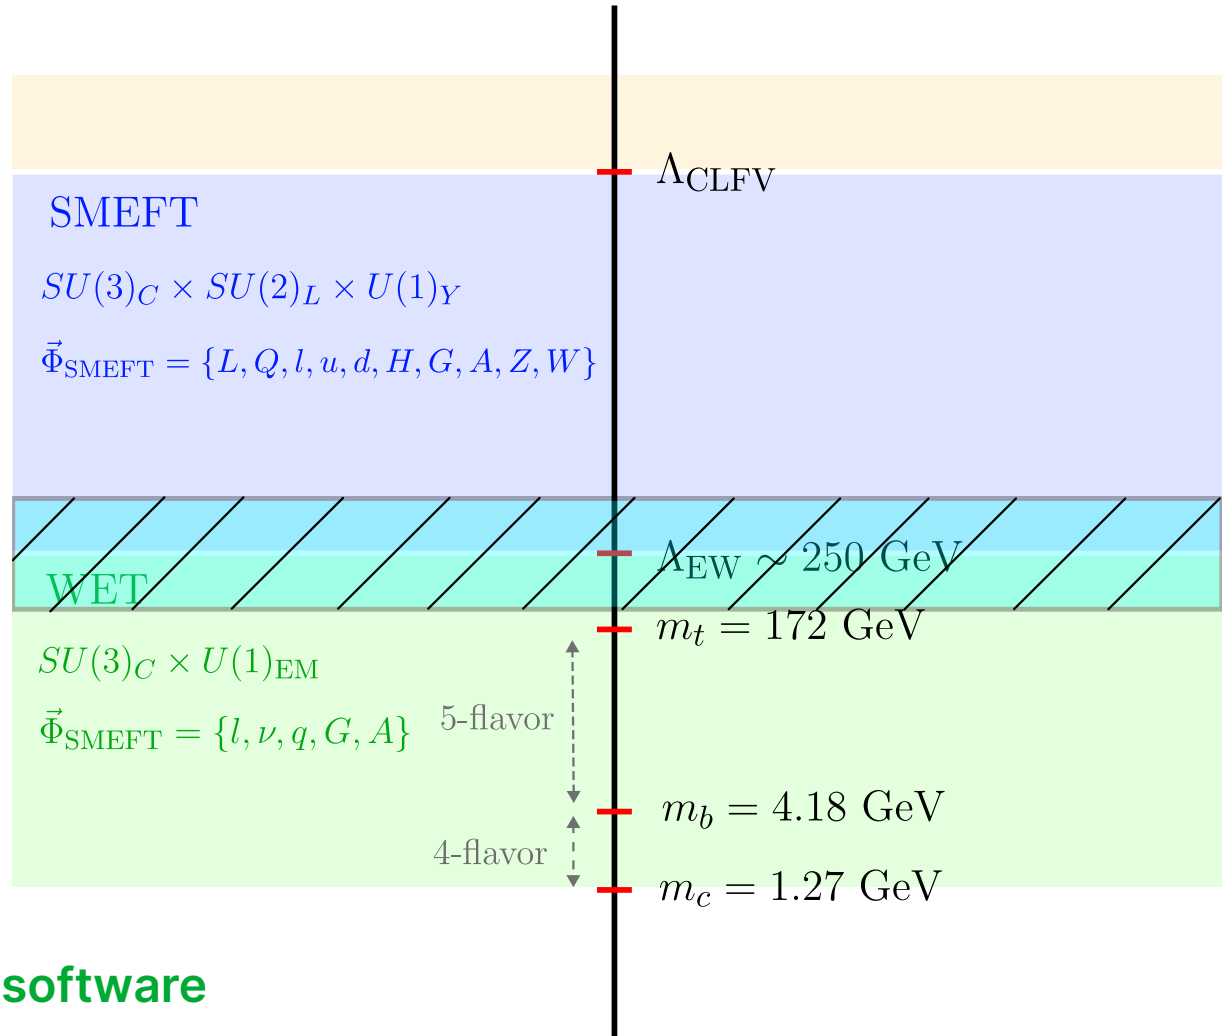 Λ_CLFV
SMEFT
SU(3)_C × SU(2)_L × U(1)_Y
Φ⃗_SMEFT = {L, Q, l, u, d, H, G, A, Z, W}
Λ_EW ∼ 250 GeV
WET
m_t = 172 GeV
SU(3)_C × U(1)_EM
Φ⃗_SMEFT = {l, ν, q, G, A}
5-flavor
m_b = 4.18 GeV
4-flavor
m_c = 1.27 GeV
software